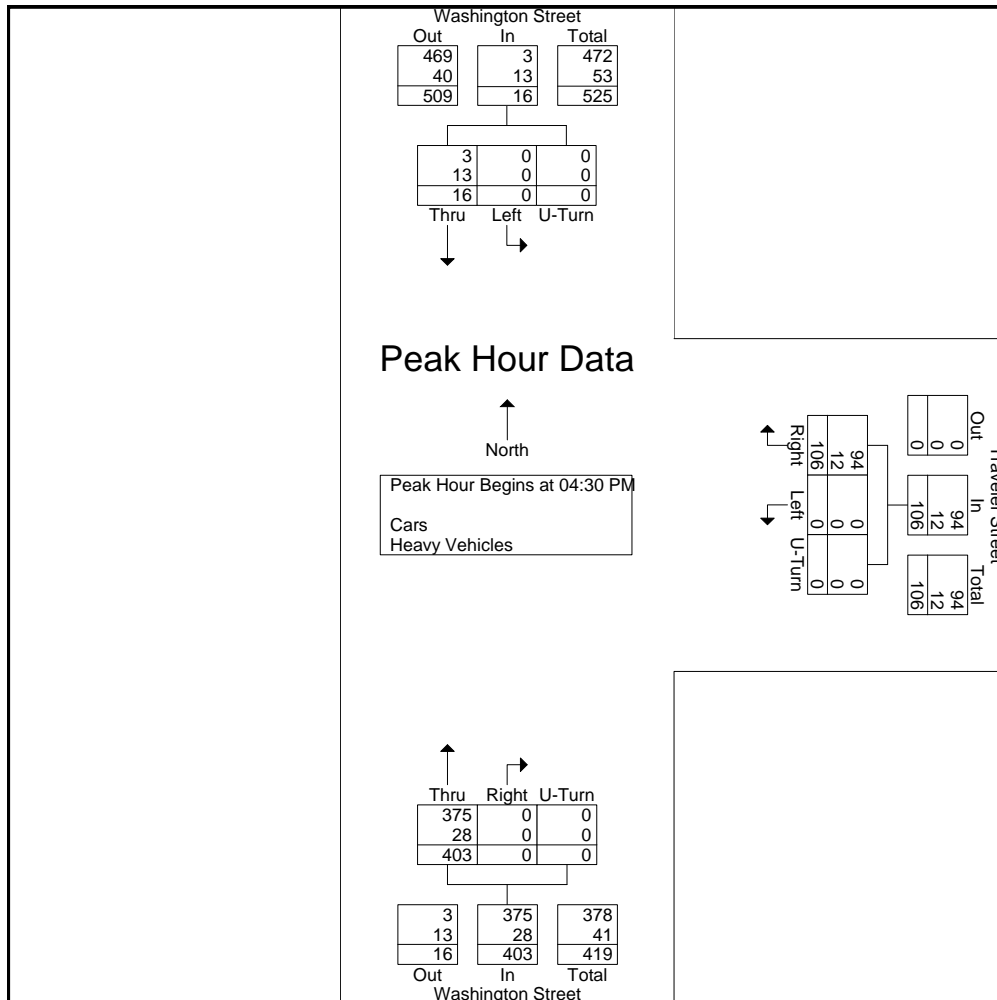 Washington Street
Out In Total
469 3 472
40 13 53
509 16 525
3 0 0
13 0 0
16 0 0
Thru Left U-Turn
Peak Hour Data
North
Peak Hour Begins at 04:30 PM
Cars
Heavy Vehicles
Right Left U-Turn
94 0 0
12 0 0
106 0 0
Street
Out In Total
0 94 94
0 12 12
0 106 106
Thru Right U-Turn
375 0 0
28 0 0
403 0 0
3 375 378
13 28 41
16 403 419
Out In Total
Washington Street